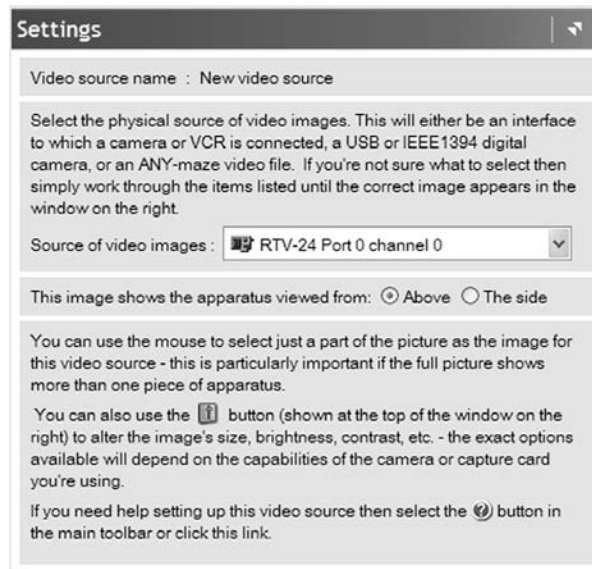 Settings
Video source name : New video source
Select the physical source of video images. This will either be an interface
to which a camera or VCR is connected, a USB or IEEE1394 digital
camera, or an ANY-maze video file. If you're not sure what to select then
simply work through the items listed until the correct image appears in the
window on the right.
Source of video images : RTV-24 Port 0 channel 0
This image shows the apparatus viewed from: Above The side
You can use the mouse to select just a part of the picture as the image for
this video source - this is particularly important if the full picture shows
more than one piece of apparatus.
You can also use the button (shown at the top of the window on the
right) to alter the image's size, brightness, contrast, etc. - the exact options
available will depend on the capabilities of the camera or capture card
you're using.
If you need help setting up this video source then select the button in
the main toolbar or click this link.